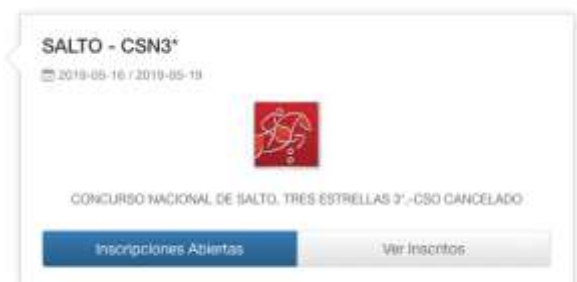 SALTO - CSN3*
2019-05-16 / 2019-05-19
CONCURSO NACIONAL DE SALTO. TRES ESTRELLAS 3*.-CSO CANCELADO
Inscripciones Abiertas
Ver Inscritos